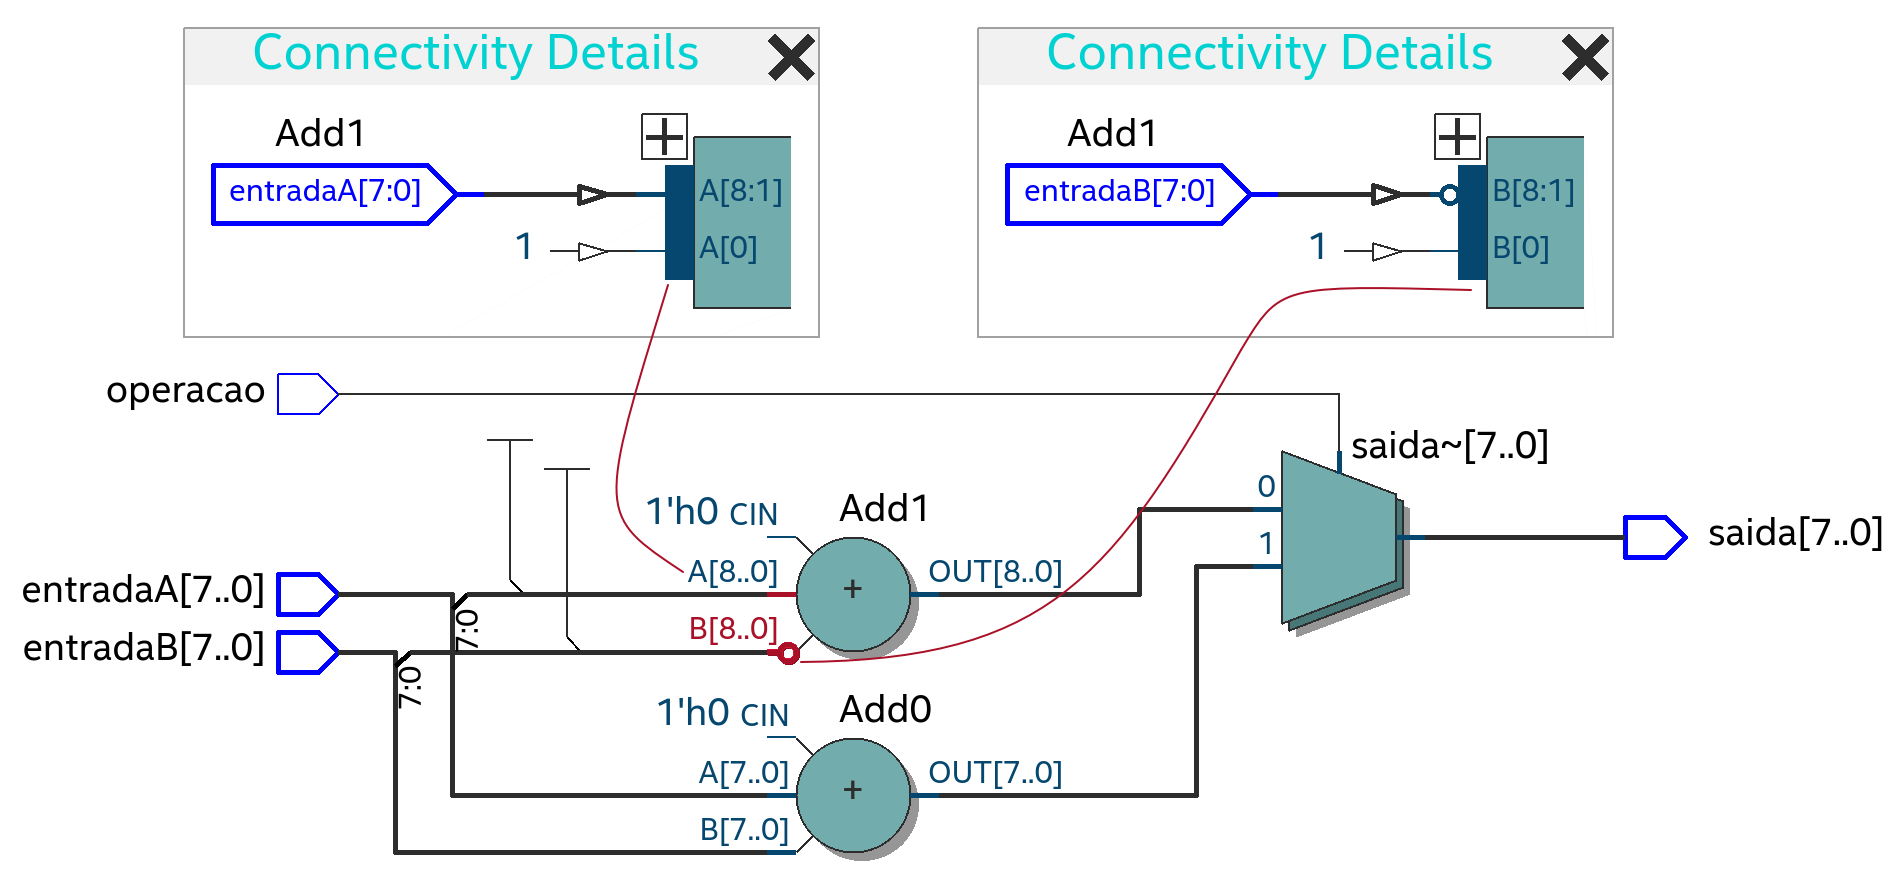 Connectivity Details
Connectivity Details
Add1
entradaA[7:0]
A[8:1]
1
A[0]
Add1
entradaB[7:0]
B[8:1]
1
B[0]
operacao
saida~[7..0]
0
1
saida[7..0]
1'h0 CIN
Add1
A[8..0]
OUT[8..0]
+
B[8..0]
entradaA[7..0]
7:0
entradaB[7..0]
7:0
1'h0 CIN
Add0
A[7..0]
OUT[7..0]
+
B[7..0]